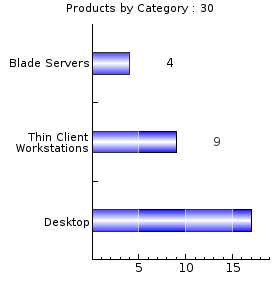 Products by Category : 30
Blade Servers 4
Thin Client
Workstations 9
Desktop
5 10 15